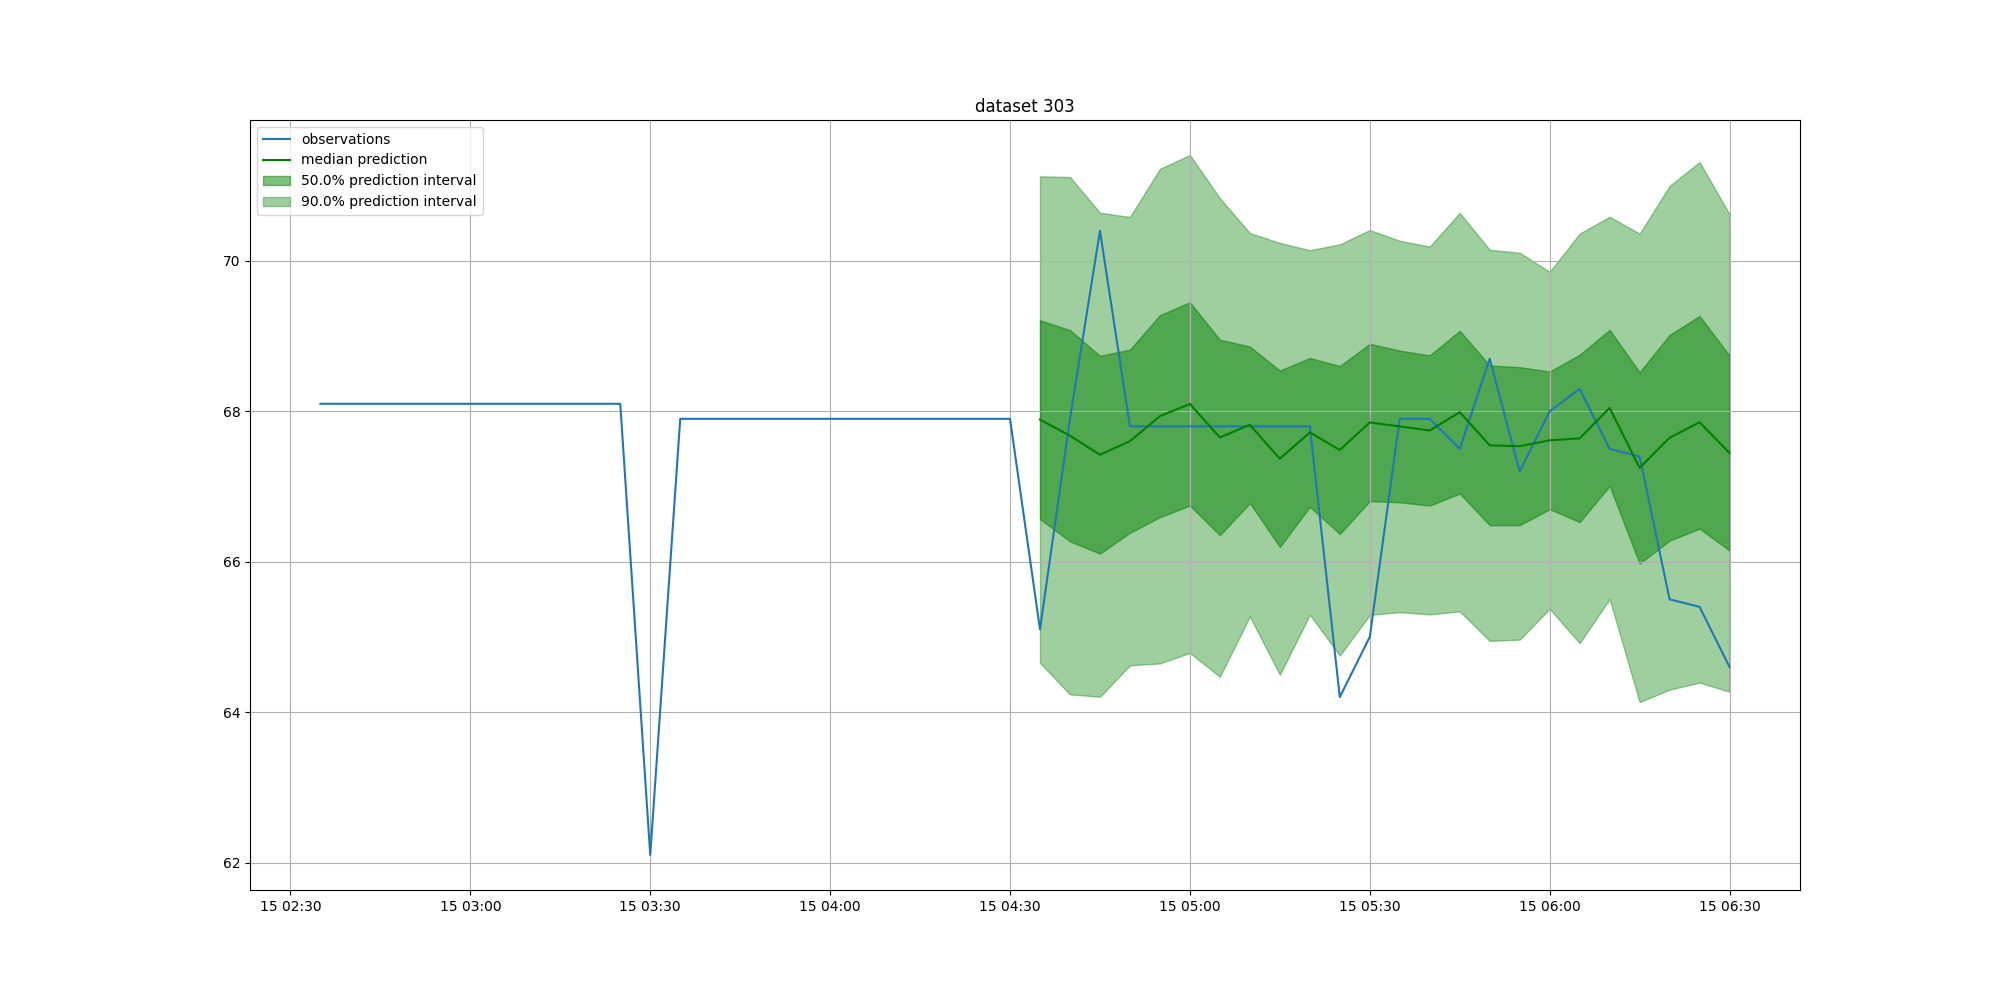 dataset 303
observations
median prediction
50.0% prediction interval
90.0% prediction interval
70
68
66
64
62
15 02:30 15 03:00 15 03:30 15 04:00 15 04:30 15 05:00 15 05:30 15 06:00 15 06:30